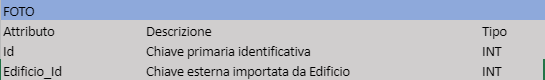 FOTO
Attributo Descrizione Tipo
Id Chiave primaria identificativa INT
Edificio_Id Chiave esterna importata da Edificio INT